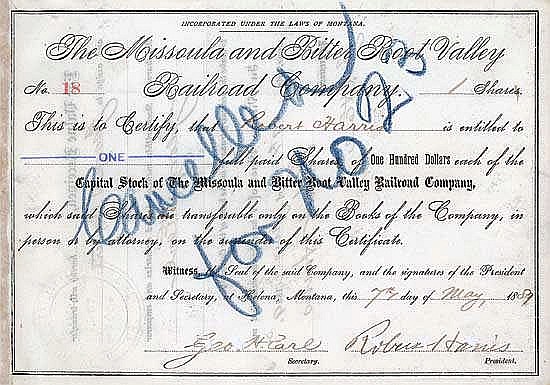 INCORPORATED UNDER THE LAWS OF MONTANA.
The Missoula and Bitter Root Valley
No. 18 Railroad Company. 1 Shares.
This is to Certify, that Robert Harris is entitled to
ONE full paid Shares of One Hundred Dollars each of the
Capital Stock of The Missoula and Bitter Root Valley Railroad Company,
which said Shares are transferable only on the Books of the Company, in
person or by attorney, on the surrender of this Certificate.
Witness, the Seal of the said Company, and the signatures of the President
and Secretary, at Helena, Montana, this 7th day of May, 1889
Geo. H. Earl Robert Harris
Secretary. President.
Cancelled
for No 23